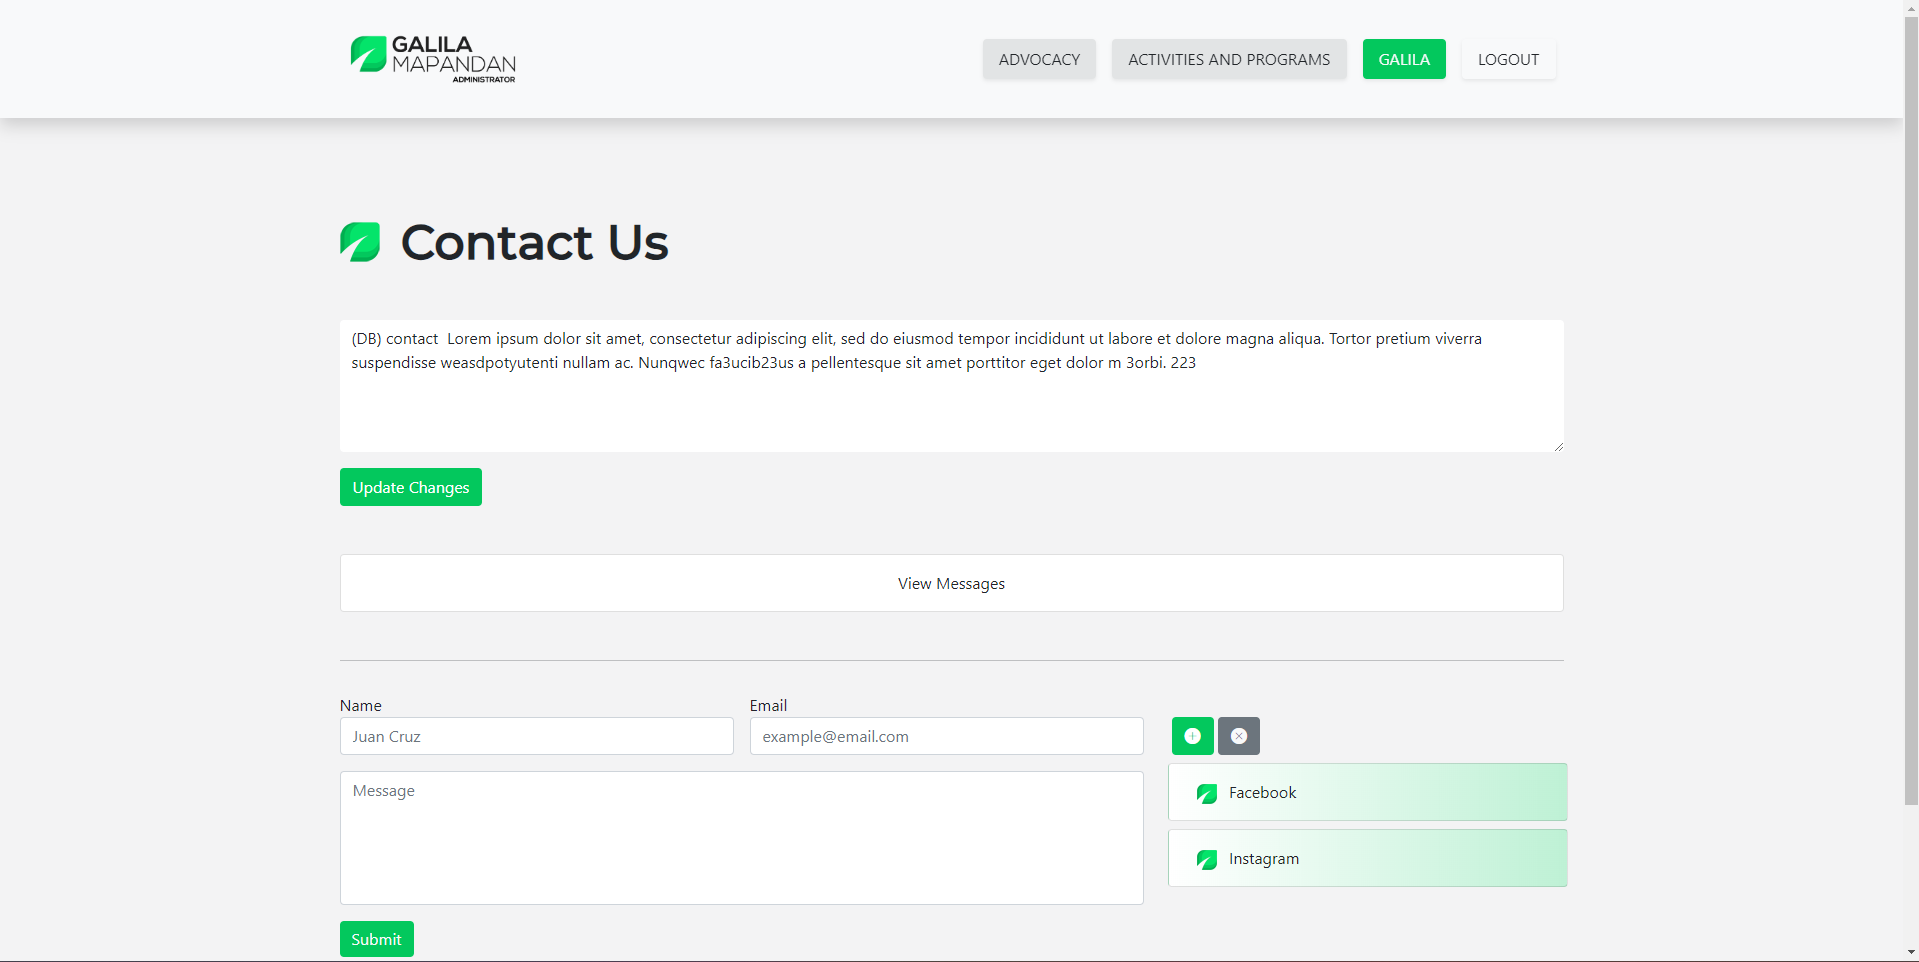 GALILA
MAPANDAN
ADMINISTRATOR
ADVOCACY
ACTIVITIES AND PROGRAMS
GALILA
LOGOUT
Contact Us
(DB) contact  Lorem ipsum dolor sit amet, consectetur adipiscing elit, sed do eiusmod tempor incididunt ut labore et dolore magna aliqua. Tortor pretium viverra
suspendisse weasdpotyutenti nullam ac. Nunqwec fa3ucib23us a pellentesque sit amet porttitor eget dolor m 3orbi. 223
Update Changes
View Messages
Name
Email
Juan Cruz
example@email.com
Message
Facebook
Instagram
Submit